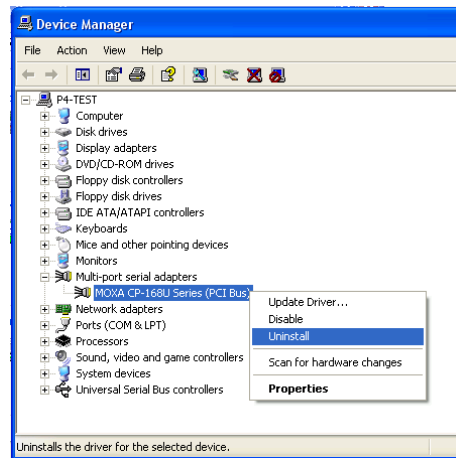 Device Manager
File Action View Help
P4-TEST
Computer
Disk drives
Display adapters
DVD/CD-ROM drives
Floppy disk controllers
Floppy disk drives
IDE ATA/ATAPI controllers
Keyboards
Mice and other pointing devices
Monitors
Multi-port serial adapters
MOXA CP-168U Series (PCI Bus)
Network adapters
Ports (COM & LPT)
Processors
Sound, video and game controllers
System devices
Universal Serial Bus controllers
Update Driver...
Disable
Uninstall
Scan for hardware changes
Properties
Uninstalls the driver for the selected device.